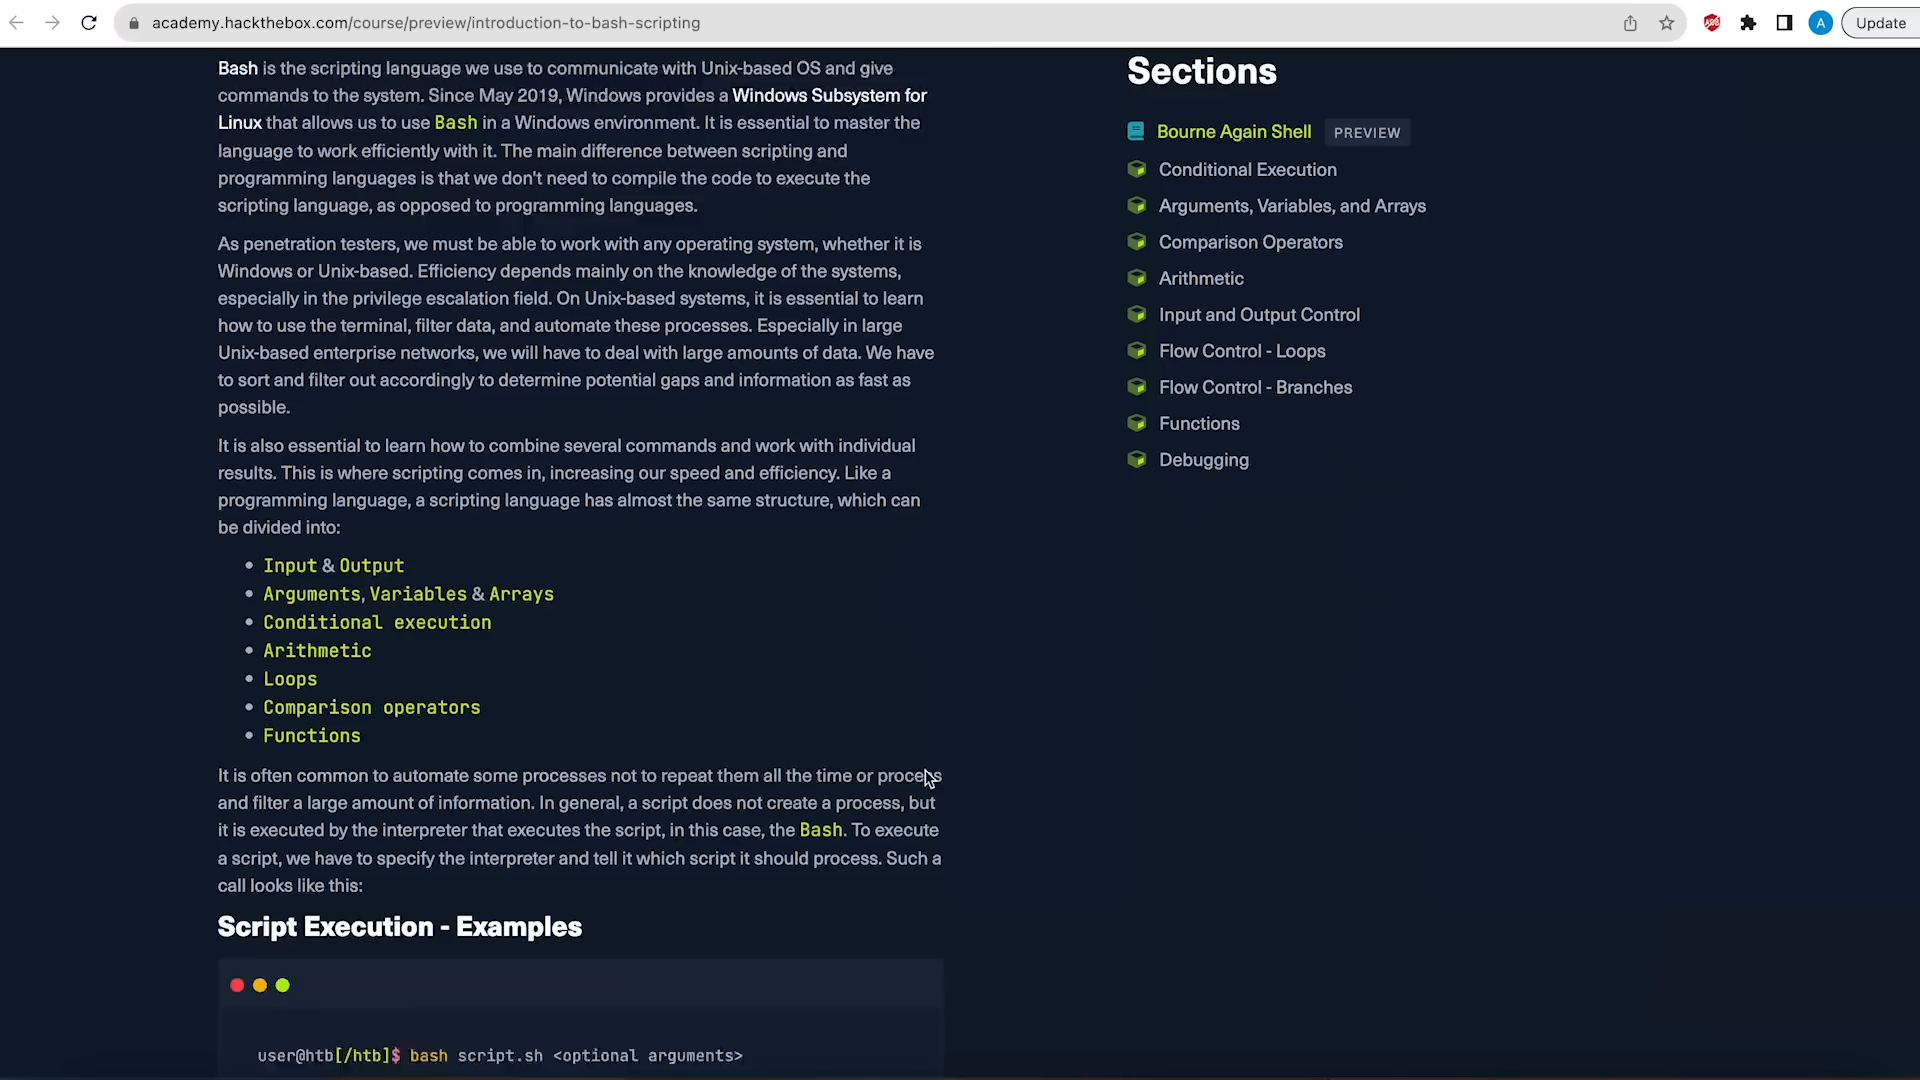 academy.hackthebox.com/course/preview/introduction-to-bash-scripting
A
Update
Bash is the scripting language we use to communicate with Unix-based OS and give
commands to the system. Since May 2019, Windows provides a Windows Subsystem for
Linux that allows us to use Bash in a Windows environment. It is essential to master the
language to work efficiently with it. The main difference between scripting and
programming languages is that we don't need to compile the code to execute the
scripting language, as opposed to programming languages.
As penetration testers, we must be able to work with any operating system, whether it is
Windows or Unix-based. Efficiency depends mainly on the knowledge of the systems,
especially in the privilege escalation field. On Unix-based systems, it is essential to learn
how to use the terminal, filter data, and automate these processes. Especially in large
Unix-based enterprise networks, we will have to deal with large amounts of data. We have
to sort and filter out accordingly to determine potential gaps and information as fast as
possible.
It is also essential to learn how to combine several commands and work with individual
results. This is where scripting comes in, increasing our speed and efficiency. Like a
programming language, a scripting language has almost the same structure, which can
be divided into:
• Input & Output
• Arguments, Variables & Arrays
• Conditional execution
• Arithmetic
• Loops
• Comparison operators
• Functions
It is often common to automate some processes not to repeat them all the time or process
and filter a large amount of information. In general, a script does not create a process, but
it is executed by the interpreter that executes the script, in this case, the Bash. To execute
a script, we have to specify the interpreter and tell it which script it should process. Such a
call looks like this:
Script Execution - Examples
user@htb[/htb]$ bash script.sh <optional arguments>
Sections
Bourne Again Shell PREVIEW
Conditional Execution
Arguments, Variables, and Arrays
Comparison Operators
Arithmetic
Input and Output Control
Flow Control - Loops
Flow Control - Branches
Functions
Debugging